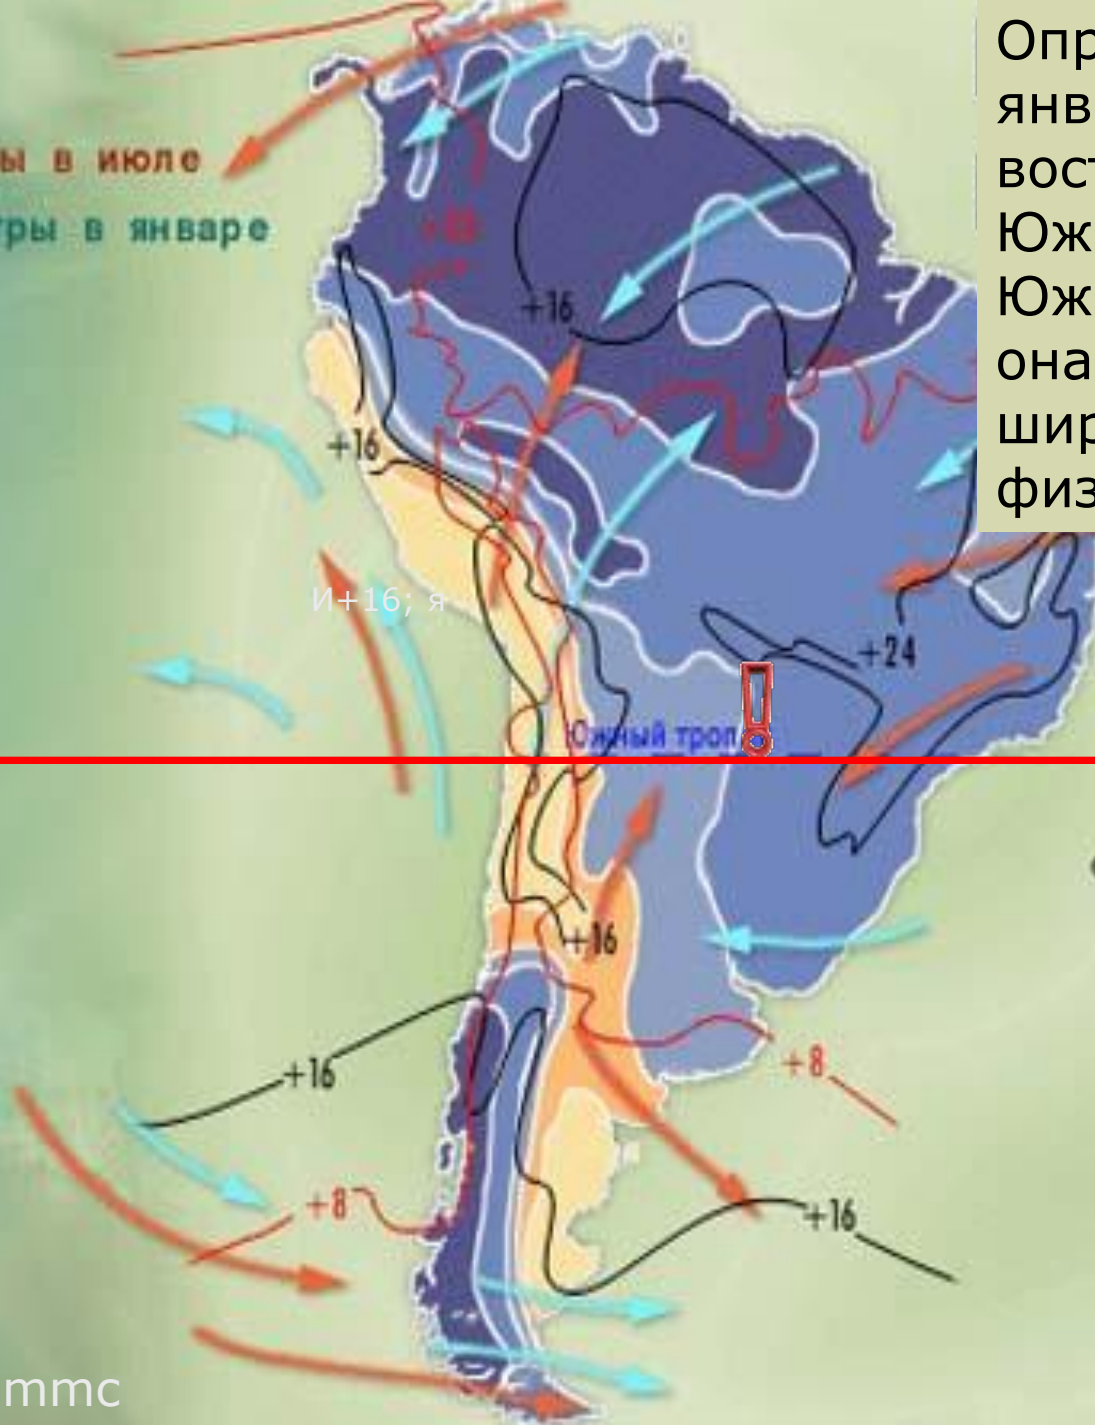 Опр
янв
ы в июле
вост
тры в январе
Юж
Юж
+16
она
шир
+16
физ
И+16; я
+24
Южный троп
+16
+8
+16
+8
+16
mmc